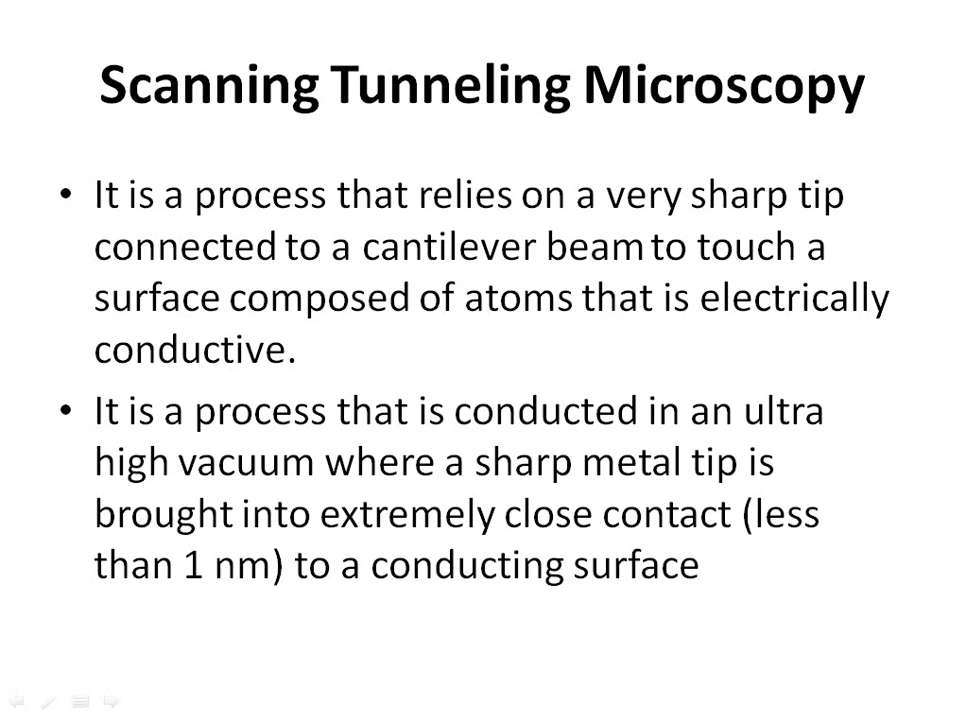 Scanning Tunneling Microscopy
• It is a process that relies on a very sharp tip
connected to a cantilever beam to touch a
surface composed of atoms that is electrically
conductive.
• It is a process that is conducted in an ultra
high vacuum where a sharp metal tip is
brought into extremely close contact (less
than 1 nm) to a conducting surface